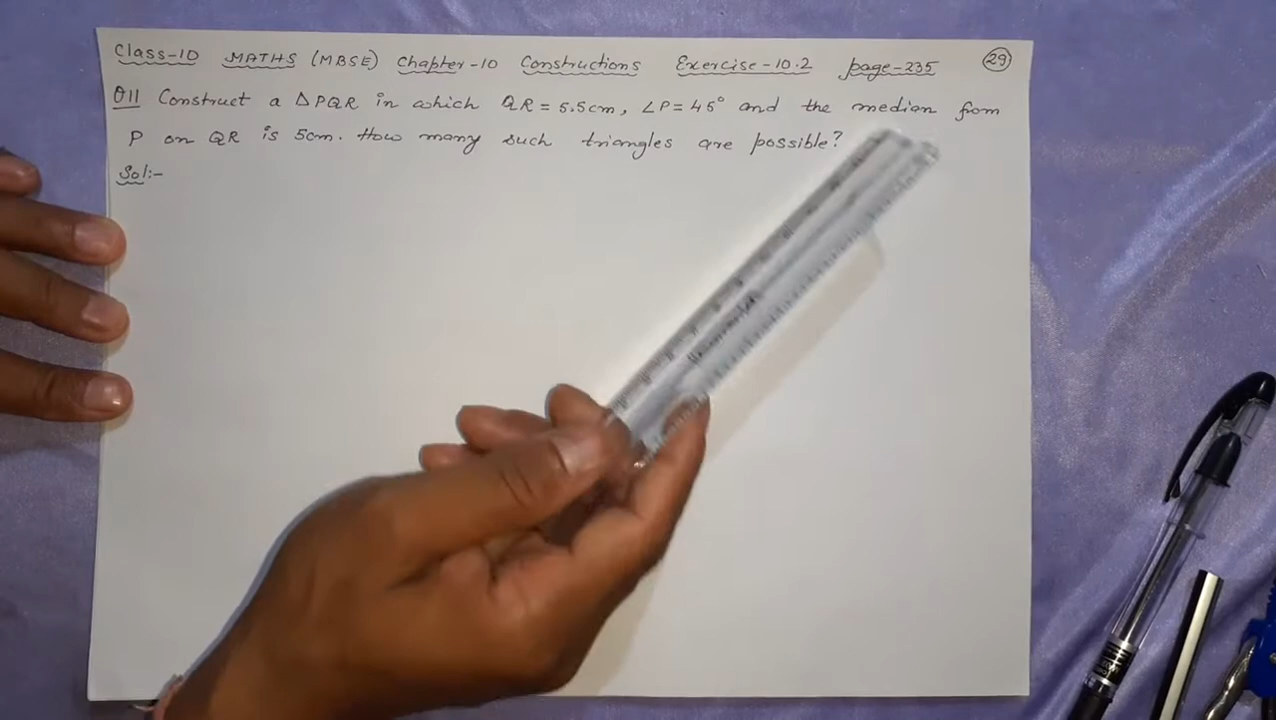 Class-10 MATHS (MBSE) Chapter-10 Constructions Exercise-10.2 page-235 29
Q11 Construct a △PQR in which QR = 5.5cm, ∠P = 45° and the median from
P on QR is 5cm. How many such triangles are possible?
Sol:-